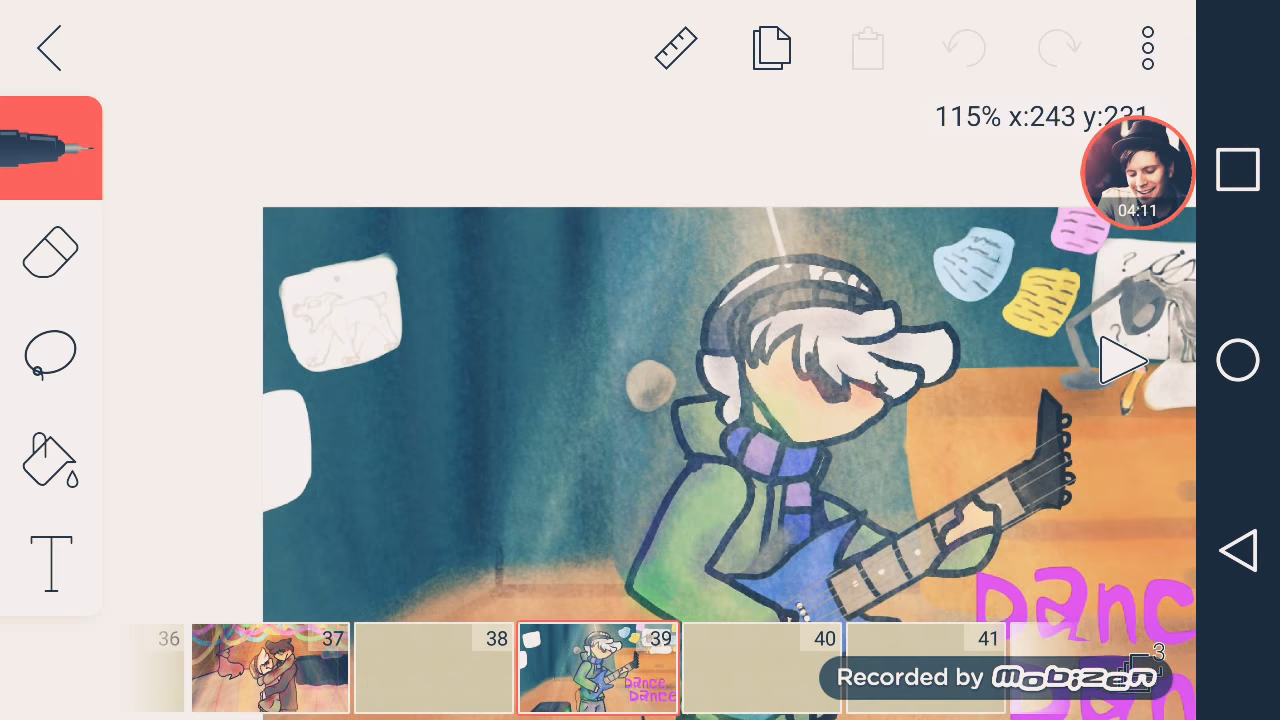 115% x:243 y:231
04:11
?
?
Danc
D
36
37
38
39
Dance
Dance
40
41
3
Recorded by mobizen
T